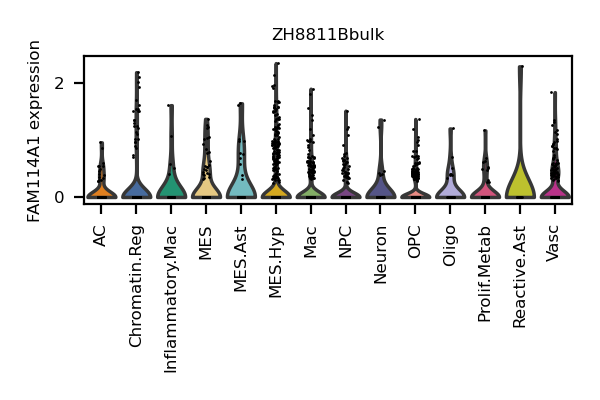 ZH8811Bbulk
FAM114A1 expression
2
0
AC
Chromatin.Reg
Inflammatory.Mac
MES
MES.Ast
MES.Hyp
Mac
NPC
Neuron
OPC
Oligo
Prolif.Metab
Reactive.Ast
Vasc